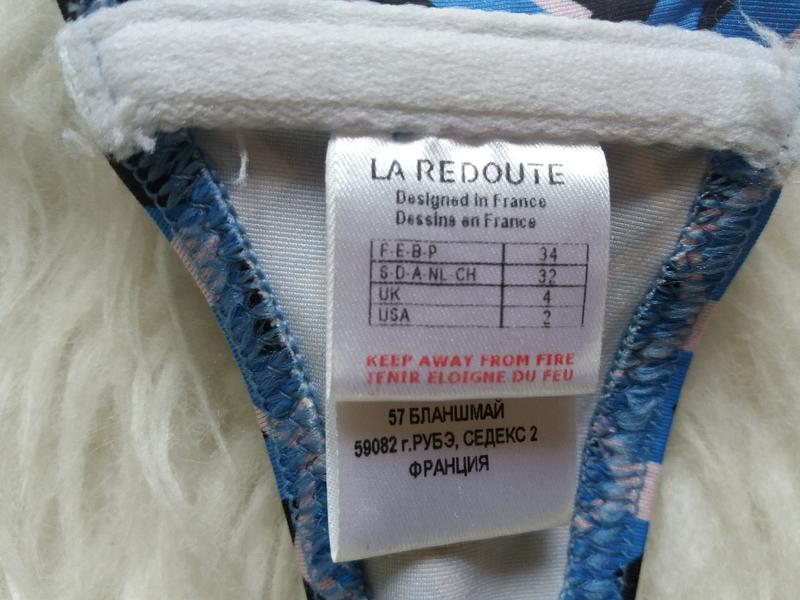 LA REDOUTE
Designed in France
Dessine en France
F-E-B-P 34
S-D-A-NL-CH 32
UK 4
USA 2
KEEP AWAY FROM FIRE
TENIR ELOIGNE DU FEU
57 БЛАНШМАЙ
59082 г.РУБЭ, СЕДЕКС 2
ФРАНЦИЯ